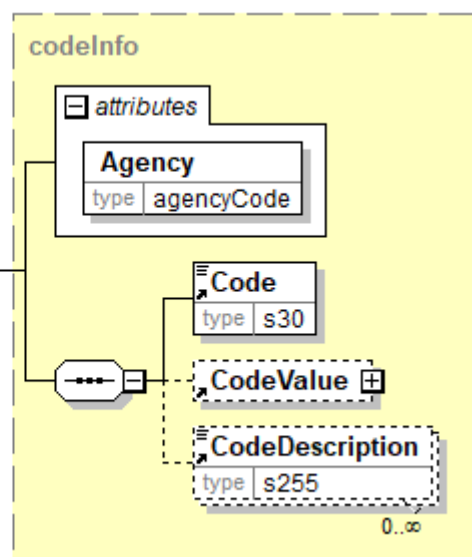 codeInfo
attributes
Agency
type agencyCode
Code
type s30
CodeValue
CodeDescription
type s255
0..∞